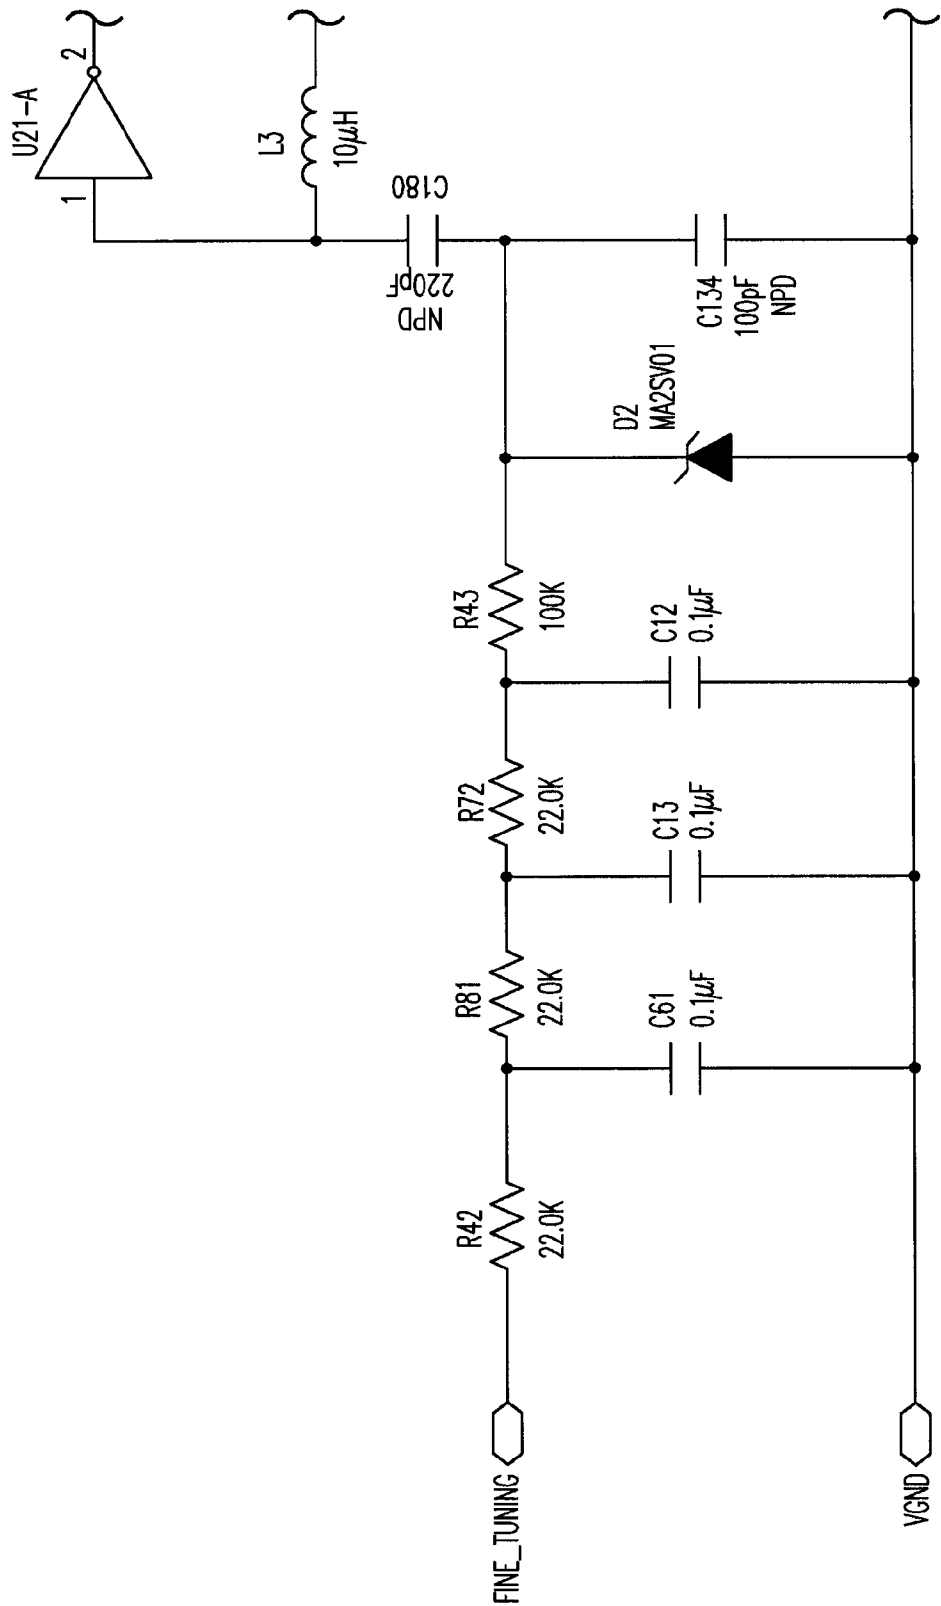 FINE_TUNING
R42
22.0K
R81
22.0K
R72
22.0K
R43
100K
C61
0.1μF
C13
0.1μF
C12
0.1μF
D2
MA2SV01
C134
100pF
NPD
C180
220pF
NPD
L3
10μH
U21-A
1
2
VGND